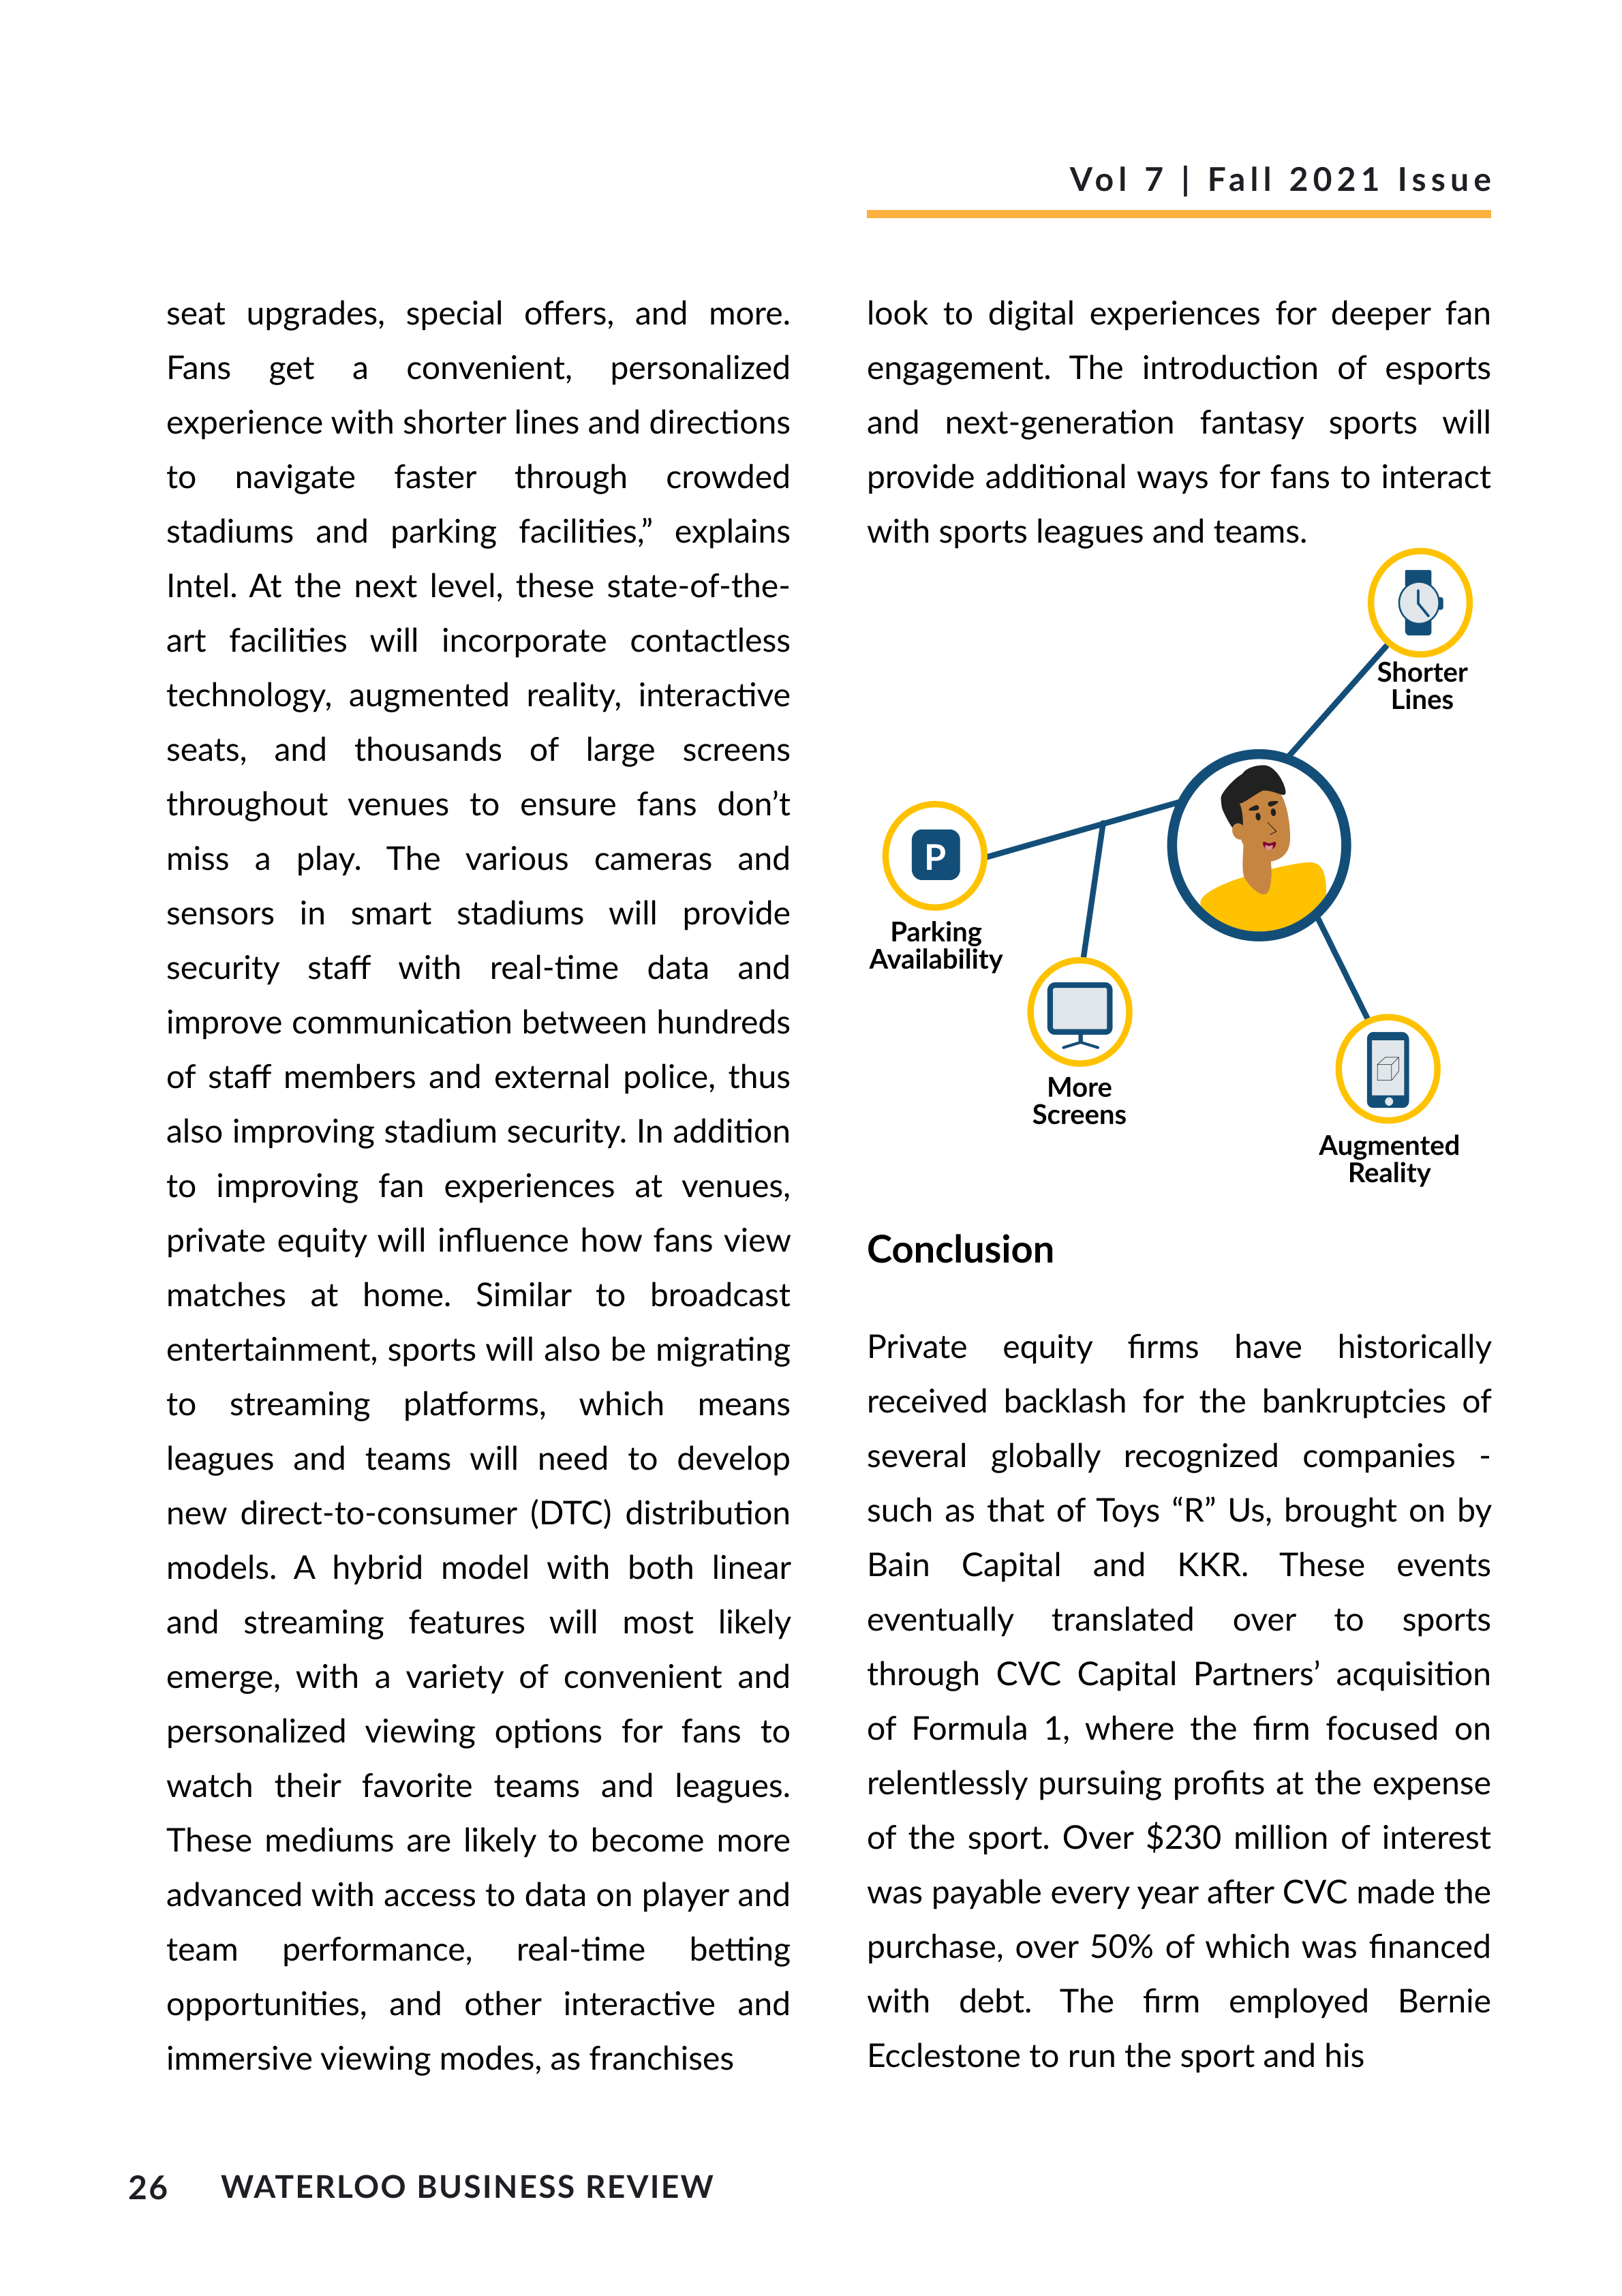 Vol 7 | Fall 2021 Issue
seat upgrades, special offers, and more.
Fans get a convenient, personalized
experience with shorter lines and directions
to navigate faster through crowded
stadiums and parking facilities,” explains
Intel. At the next level, these state-of-the-
art facilities will incorporate contactless
technology, augmented reality, interactive
seats, and thousands of large screens
throughout venues to ensure fans don’t
miss a play. The various cameras and
sensors in smart stadiums will provide
security staff with real-time data and
improve communication between hundreds
of staff members and external police, thus
also improving stadium security. In addition
to improving fan experiences at venues,
private equity will influence how fans view
matches at home. Similar to broadcast
entertainment, sports will also be migrating
to streaming platforms, which means
leagues and teams will need to develop
new direct-to-consumer (DTC) distribution
models. A hybrid model with both linear
and streaming features will most likely
emerge, with a variety of convenient and
personalized viewing options for fans to
watch their favorite teams and leagues.
These mediums are likely to become more
advanced with access to data on player and
team performance, real-time betting
opportunities, and other interactive and
immersive viewing modes, as franchises
look to digital experiences for deeper fan
engagement. The introduction of esports
and next-generation fantasy sports will
provide additional ways for fans to interact
with sports leagues and teams.
Shorter
Lines
P
Parking
Availability
More
Screens
Augmented
Reality
Conclusion
Private equity firms have historically
received backlash for the bankruptcies of
several globally recognized companies -
such as that of Toys “R” Us, brought on by
Bain Capital and KKR. These events
eventually translated over to sports
through CVC Capital Partners’ acquisition
of Formula 1, where the firm focused on
relentlessly pursuing profits at the expense
of the sport. Over $230 million of interest
was payable every year after CVC made the
purchase, over 50% of which was financed
with debt. The firm employed Bernie
Ecclestone to run the sport and his
26 WATERLOO BUSINESS REVIEW